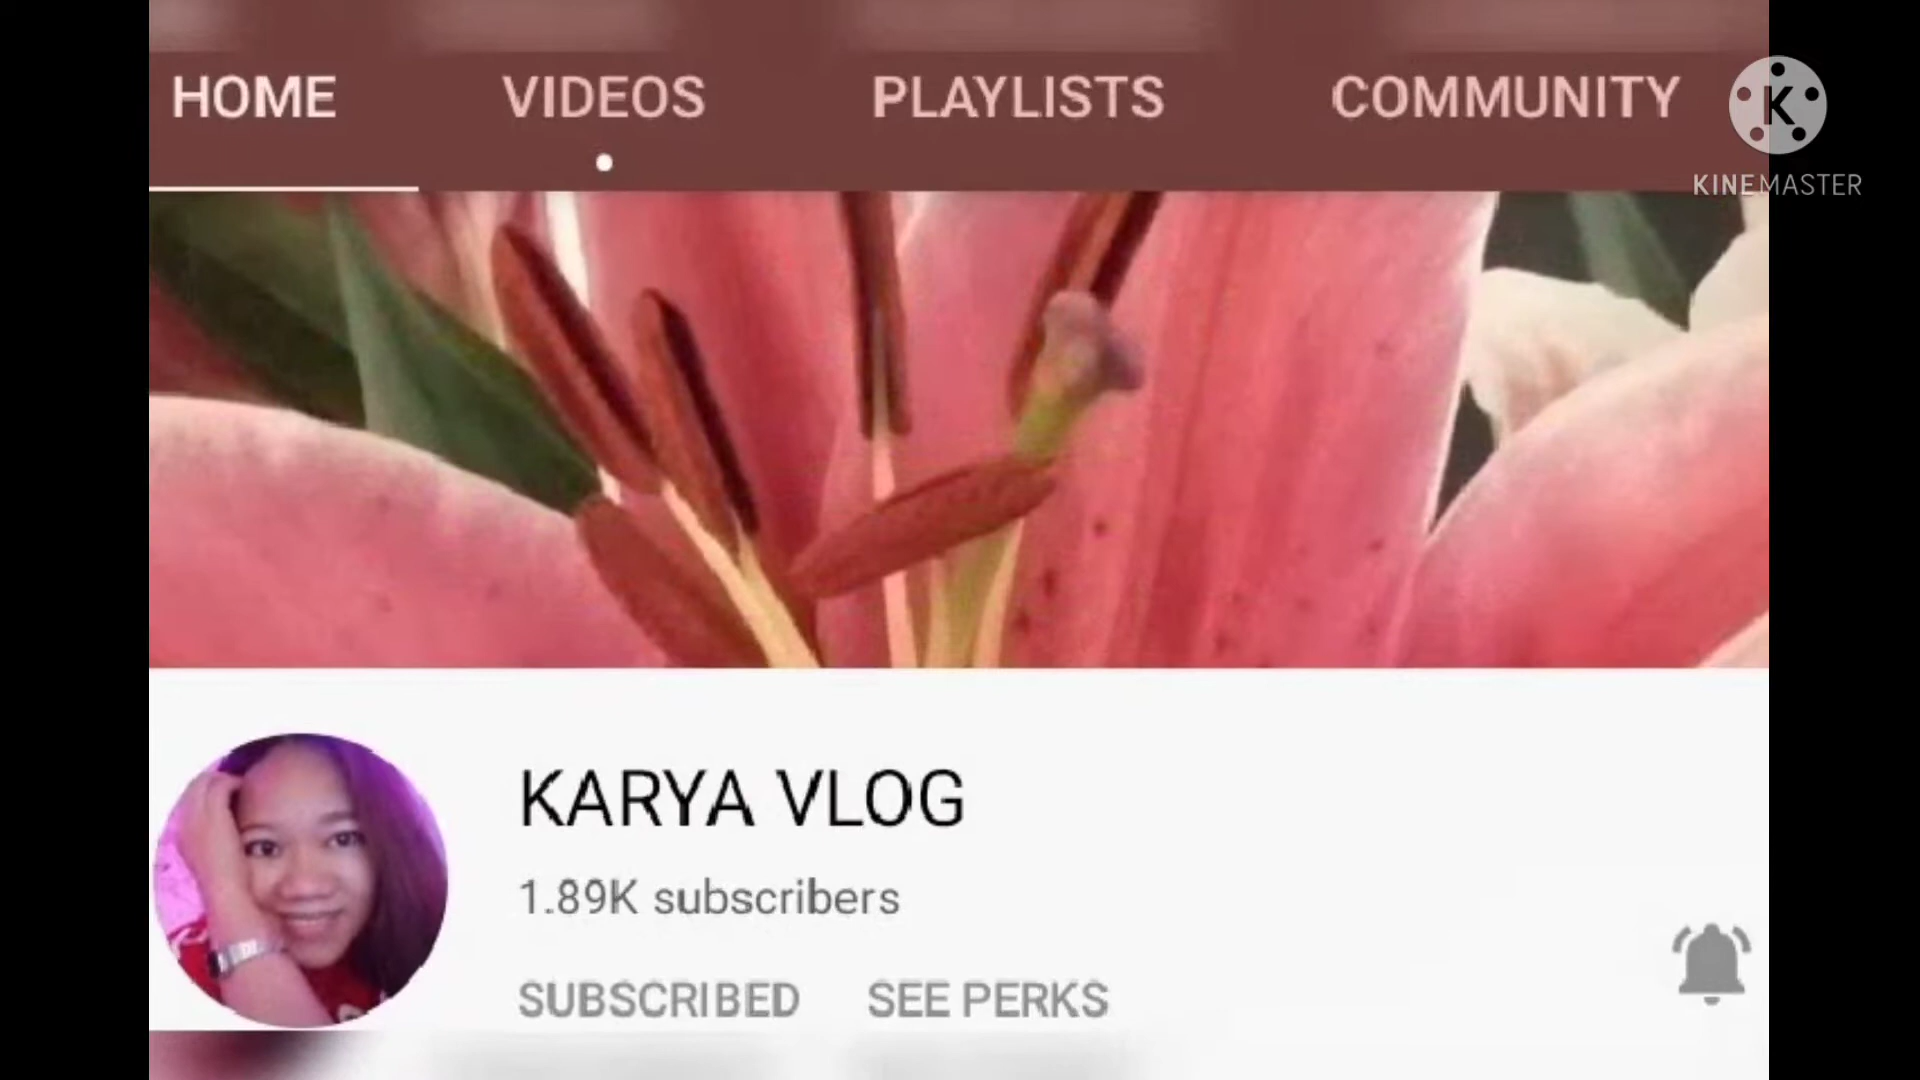 HOME VIDEOS PLAYLISTS COMMUNITY
K
KINEMASTER
KARYA VLOG
1.89K subscribers
SUBSCRIBED SEE PERKS